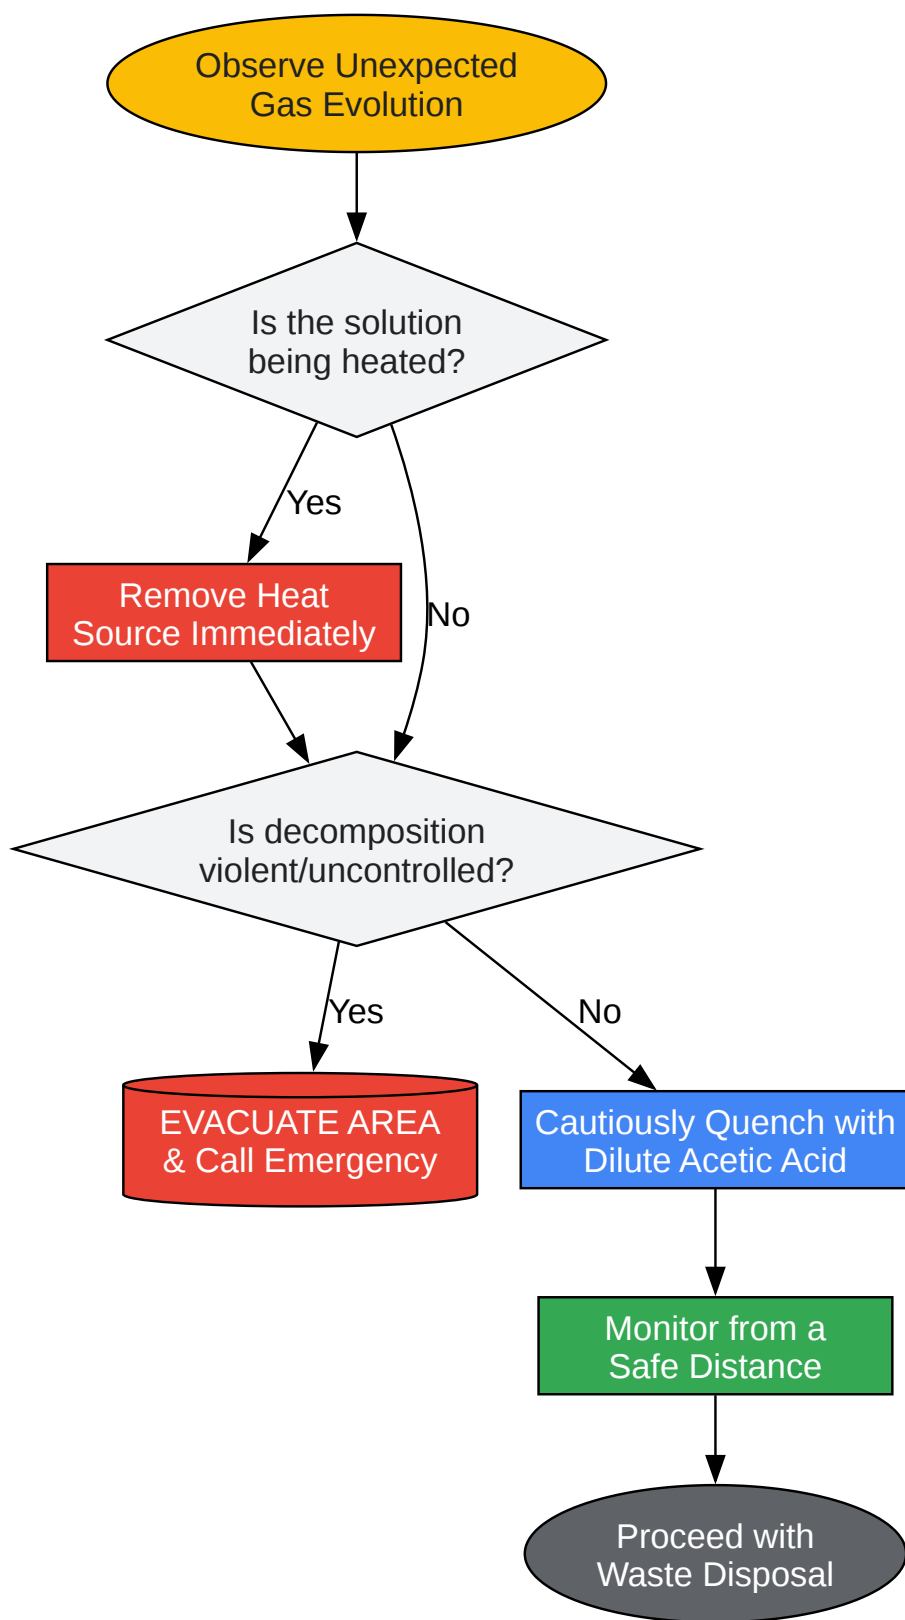 Observe Unexpected
Gas Evolution
Is the solution
being heated?
Yes
Remove Heat
Source Immediately
No
Is decomposition
violent/uncontrolled?
Yes
No
EVACUATE AREA
& Call Emergency
Cautiously Quench with
Dilute Acetic Acid
Monitor from a
Safe Distance
Proceed with
Waste Disposal